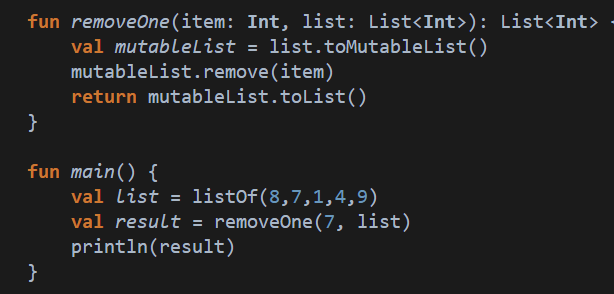 fun removeOne(item: Int, list: List<Int>): List<Int> {
    val mutableList = list.toMutableList()
    mutableList.remove(item)
    return mutableList.toList()
}
fun main() {
    val list = listOf(8,7,1,4,9)
    val result = removeOne(7, list)
    println(result)
}